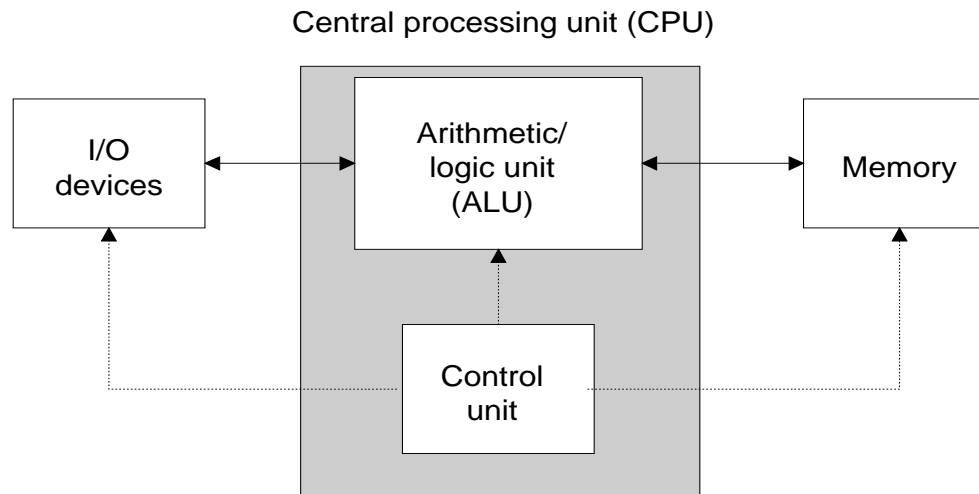 Central processing unit (CPU)
I/O
devices
Arithmetic/
logic unit
(ALU)
Memory
Control
unit